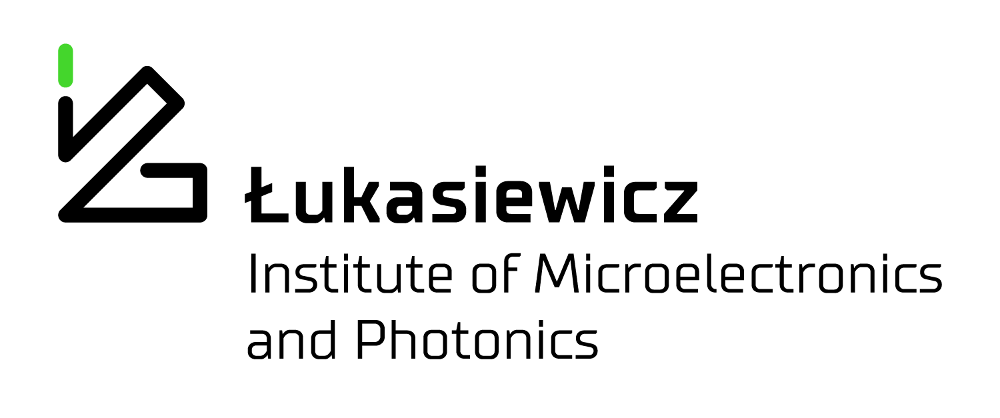 Łukasiewicz
Institute of Microelectronics
and Photonics